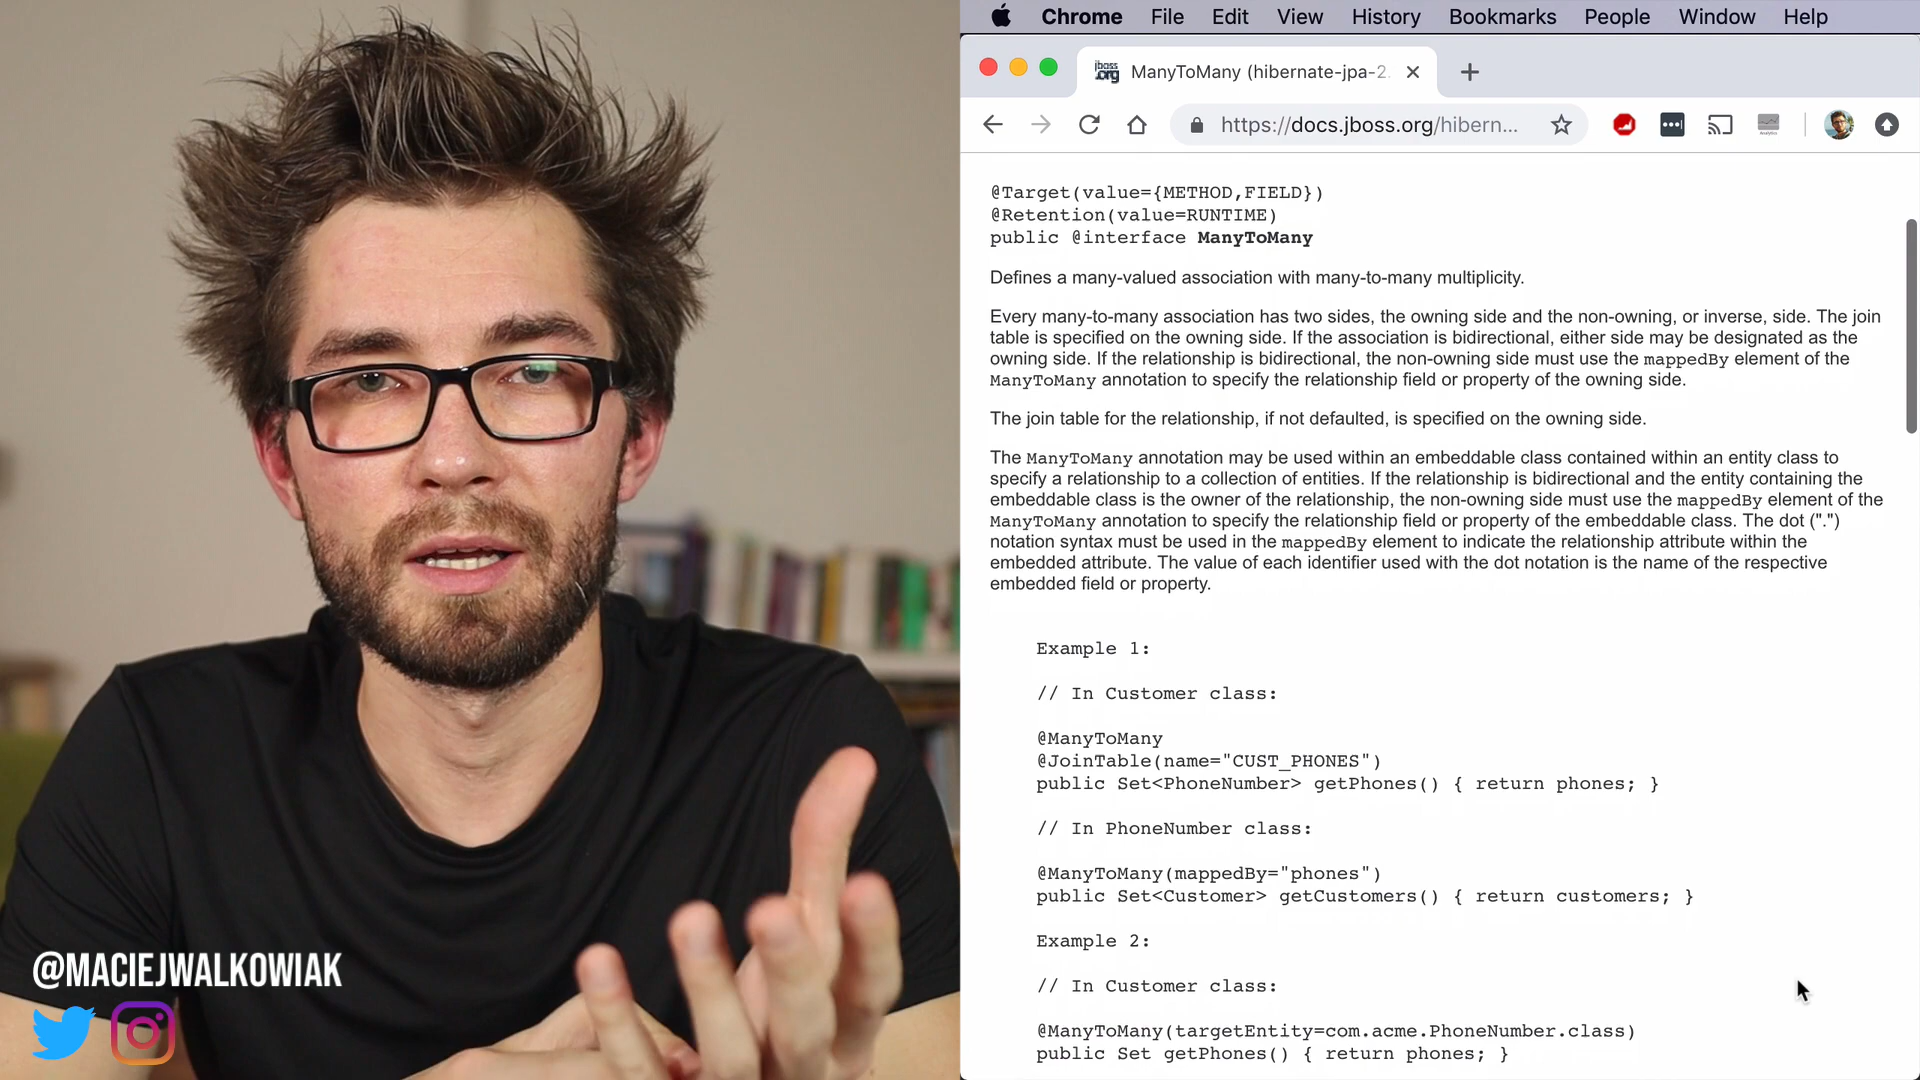 Chrome File Edit View History Bookmarks People Window Help
jboss
.org
ManyToMany (hibernate-jpa-2.
https://docs.jboss.org/hibern...
@Target(value={METHOD,FIELD})
@Retention(value=RUNTIME)
public @interface ManyToMany
Defines a many-valued association with many-to-many multiplicity.
Every many-to-many association has two sides, the owning side and the non-owning, or inverse, side. The join
table is specified on the owning side. If the association is bidirectional, either side may be designated as the
owning side. If the relationship is bidirectional, the non-owning side must use the mappedBy element of the
ManyToMany annotation to specify the relationship field or property of the owning side.
The join table for the relationship, if not defaulted, is specified on the owning side.
The ManyToMany annotation may be used within an embeddable class contained within an entity class to
specify a relationship to a collection of entities. If the relationship is bidirectional and the entity containing the
embeddable class is the owner of the relationship, the non-owning side must use the mappedBy element of the
ManyToMany annotation to specify the relationship field or property of the embeddable class. The dot (".")
notation syntax must be used in the mappedBy element to indicate the relationship attribute within the
embedded attribute. The value of each identifier used with the dot notation is the name of the respective
embedded field or property.
Example 1:
// In Customer class:
@ManyToMany
@JoinTable(name="CUST_PHONES")
public Set<PhoneNumber> getPhones() { return phones; }
// In PhoneNumber class:
@ManyToMany(mappedBy="phones")
public Set<Customer> getCustomers() { return customers; }
Example 2:
// In Customer class:
@ManyToMany(targetEntity=com.acme.PhoneNumber.class)
public Set getPhones() { return phones; }
@MACIEJWALKOWIAK